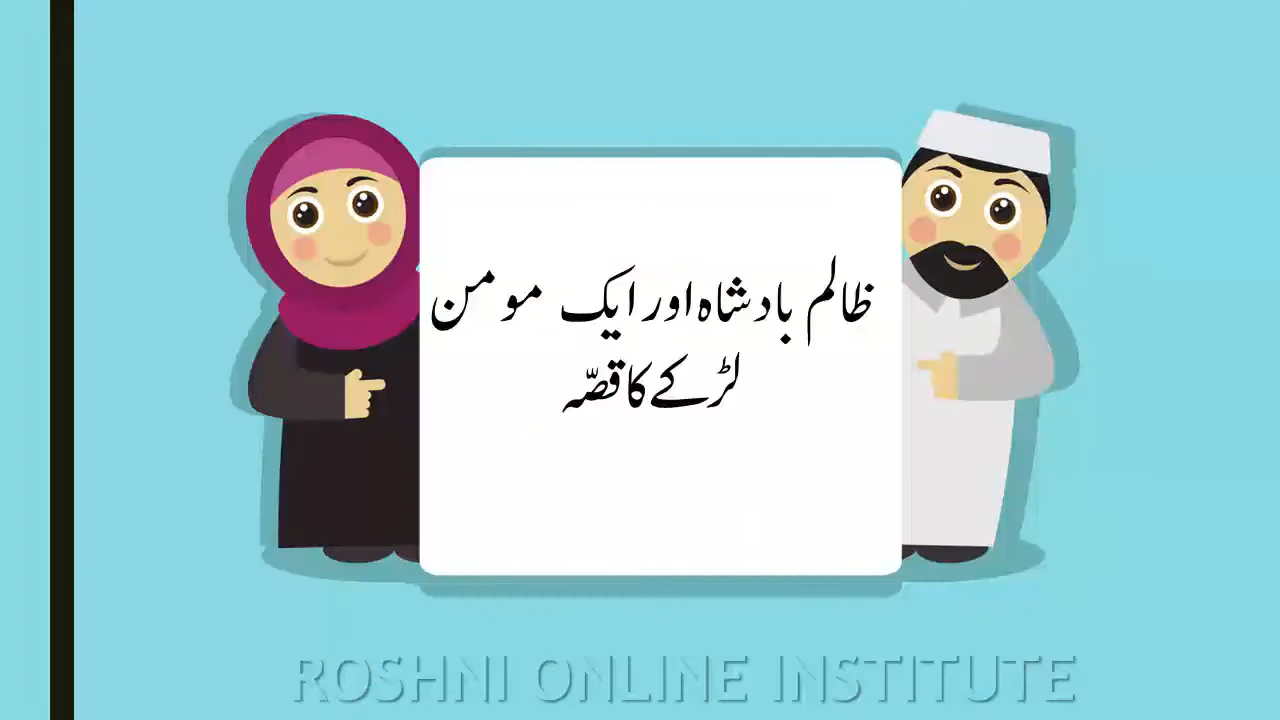 ظالم بادشاہ اور ایک مومن
لڑکے کا قصّہ
ROSHNI ONLINE INSTITUTE